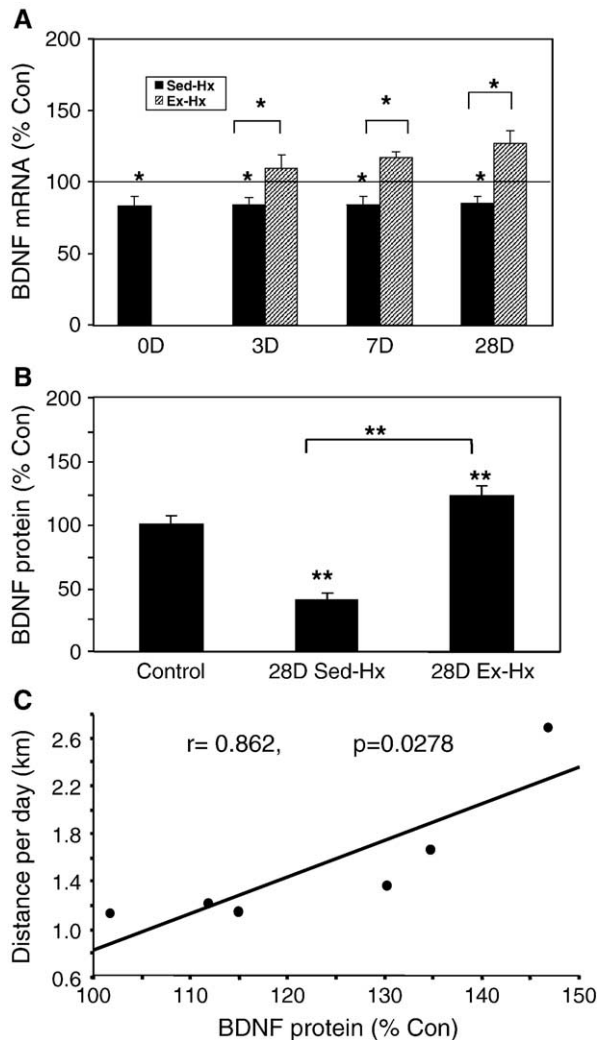 A
BDNF mRNA (% Con)
200
150
100
50
0
Sed-Hx
Ex-Hx
*
*
*
*
*
*
*
0D 3D 7D 28D
B
BDNF protein (% Con)
200
150
100
50
0
**
**
**
Control 28D Sed-Hx 28D Ex-Hx
C
Distance per day (km)
2.6
2.2
1.8
1.4
1.0
0.6
r= 0.862, p=0.0278
100 110 120 130 140 150
BDNF protein (% Con)